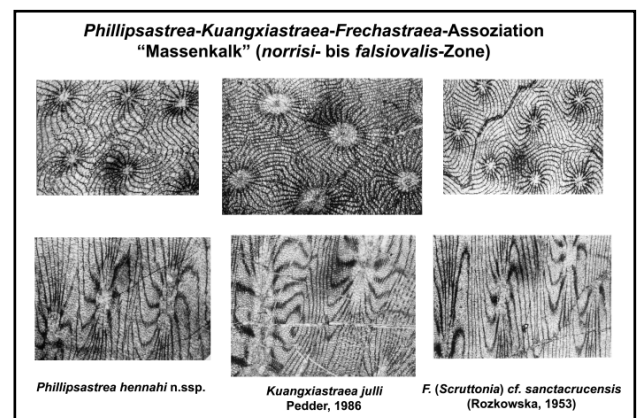 Phillipsastrea-Kuangxiastraea-Frechastraea-Assoziation
“Massenkalk” (norrisi- bis falsiovalis-Zone)
Phillipsastrea hennahi n.ssp.
Kuangxiastraea julli
Pedder, 1986
F. (Scruttonia) cf. sanctacrucensis
(Rozkowska, 1953)